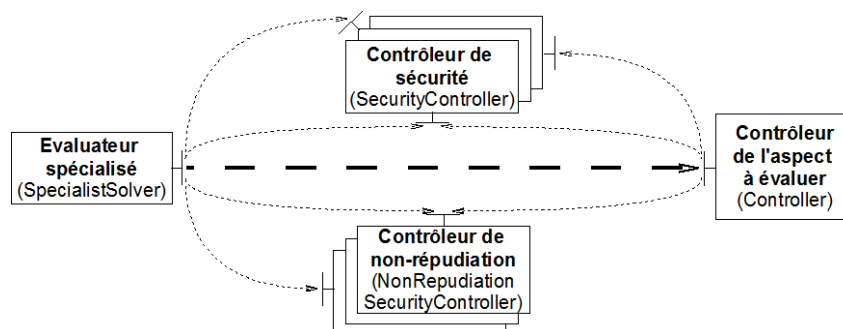 Contrôleur de
sécurité
(SecurityController)
Evaluateur
spécialisé
(SpecialistSolver)
Contrôleur
de l'aspect
à évaluer
(Controller)
Contrôleur de
non-répudiation
(NonRepudiation
SecurityController)